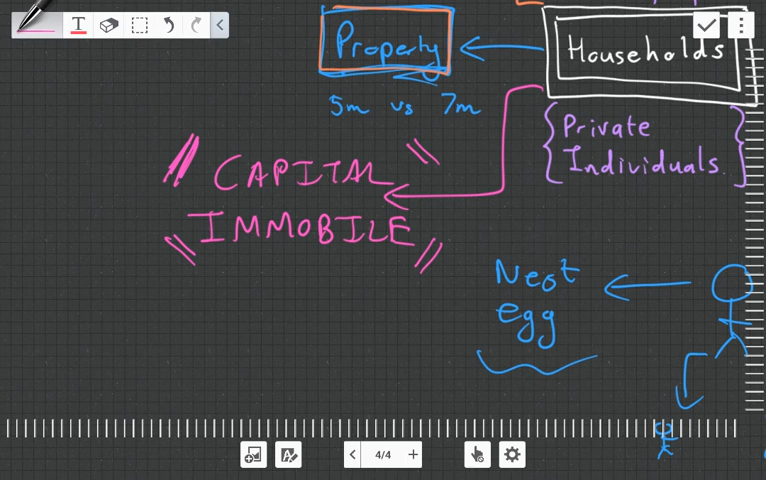 T
Property
Households
5m vs 7m
{Private
Individuals.}
CAPITAL
IMMOBILE
Nest
egg
4/4